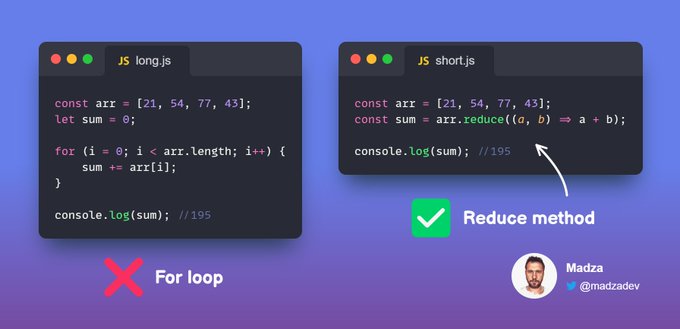 JS long.js
const arr = [21, 54, 77, 43];
let sum = 0;
for (i = 0; i < arr.length; i++) {
sum += arr[i];
}
console.log(sum); //195
For loop
JS short.js
const arr = [21, 54, 77, 43];
const sum = arr.reduce((a, b) => a + b);
console.log(sum); //195
Reduce method
Madza
@madzadev